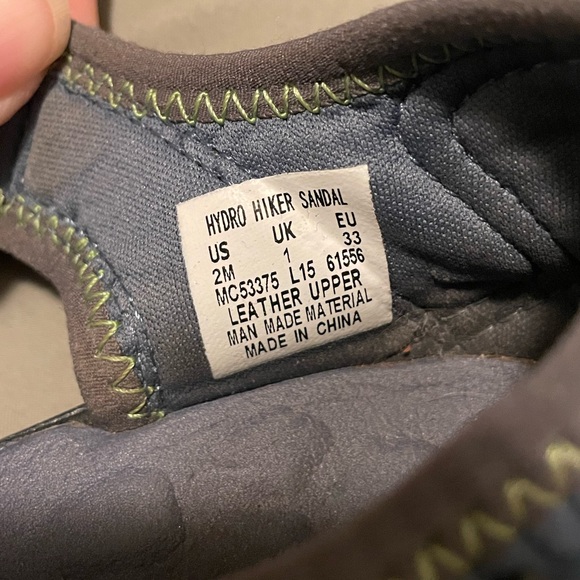 HYDRO HIKER SANDAL
US UK EU
2M 1 33
MC53375 L15 61556
LEATHER UPPER
MAN MADE MATERIAL
MADE IN CHINA